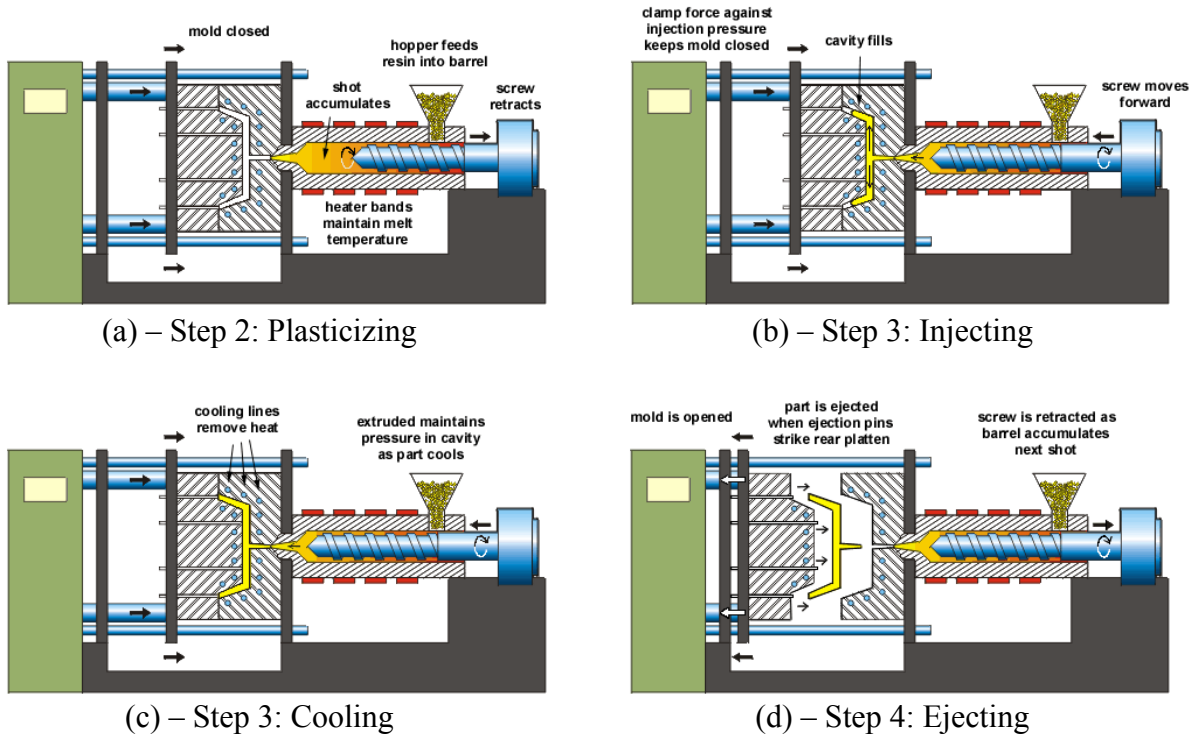 mold closed
hopper feeds
resin into barrel
shot
accumulates
screw
retracts
heater bands
maintain melt
temperature
(a) – Step 2: Plasticizing
clamp force against
injection pressure
keeps mold closed
cavity fills
screw moves
forward
(b) – Step 3: Injecting
cooling lines
remove heat
extruded maintains
pressure in cavity
as part cools
(c) – Step 3: Cooling
mold is opened
part is ejected
when ejection pins
strike rear platten
screw is retracted as
barrel accumulates
next shot
(d) – Step 4: Ejecting